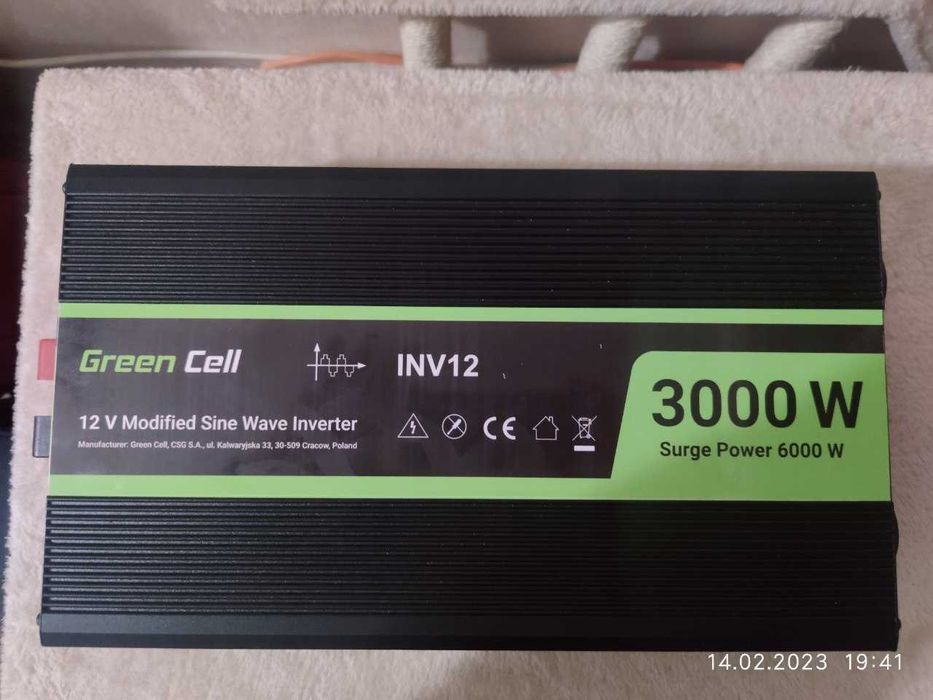 Green Cell
INV12
12 V Modified Sine Wave Inverter
Manufacturer: Green Cell, CSG S.A., ul. Kalwaryjska 33, 30-509 Cracow, Poland
CE
3000 W
Surge Power 6000 W
14.02.2023 19:41